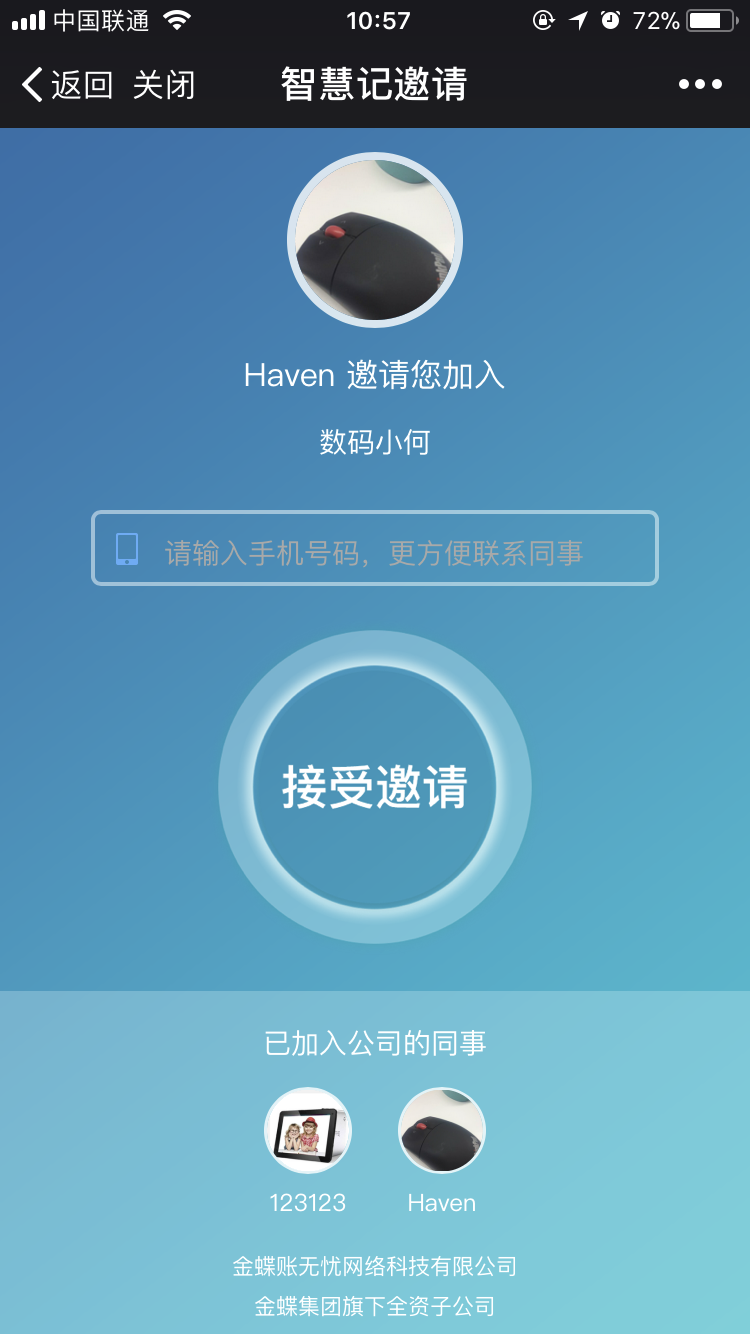 中国联通
10:57
72%
返回 关闭 智慧记邀请
Haven 邀请您加入
数码小何
请输入手机号码，更方便联系同事
接受邀请
已加入公司的同事
123123 Haven
金蝶账无忧网络科技有限公司
金蝶集团旗下全资子公司